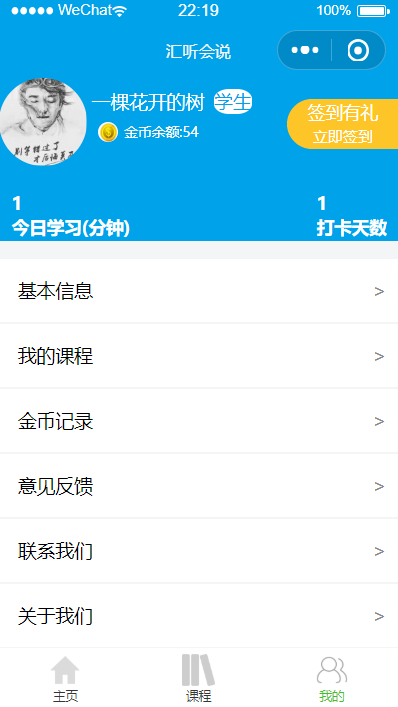 WeChat 22:19 100%
汇听会说
一棵花开的树 学生
签到有礼
金币余额:54
立即签到
1 1
今日学习(分钟) 打卡天数
基本信息 >
我的课程 >
金币记录 >
意见反馈 >
联系我们 >
关于我们 >
主页 课程 我的